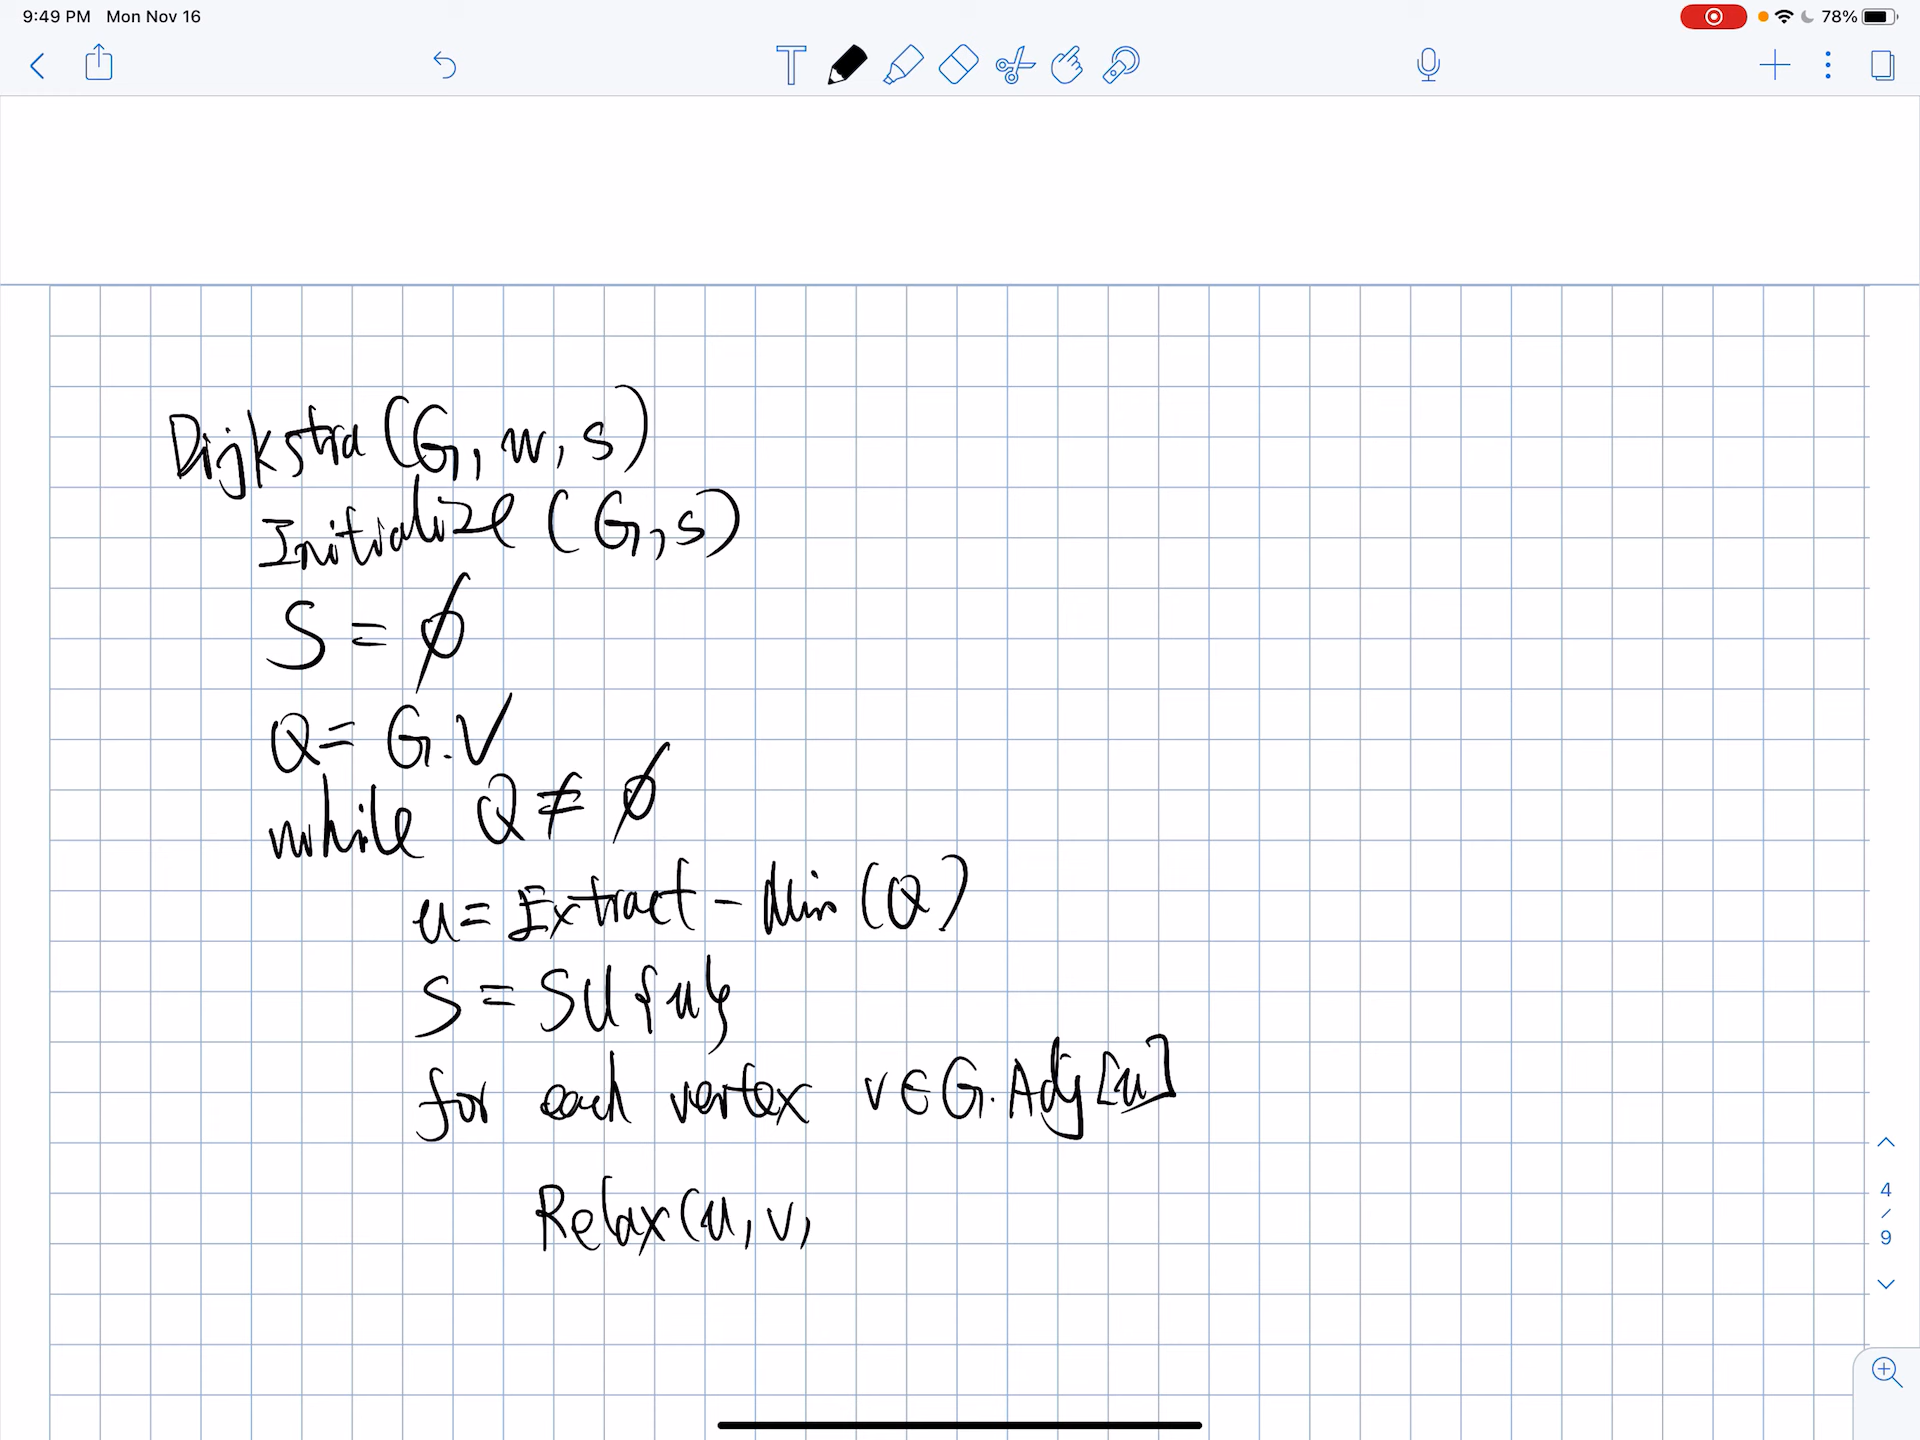 9:49 PM Mon Nov 16
78%
T
Dijkstra (G, w, s)
Initialize (G, s)
S = ∅
Q = G.V
while Q ≠ ∅
u = Extract - Min (Q)
S = S U {u}
for each vertex v ∈ G. Adj [u]
Relax (u, v,
4
/
9